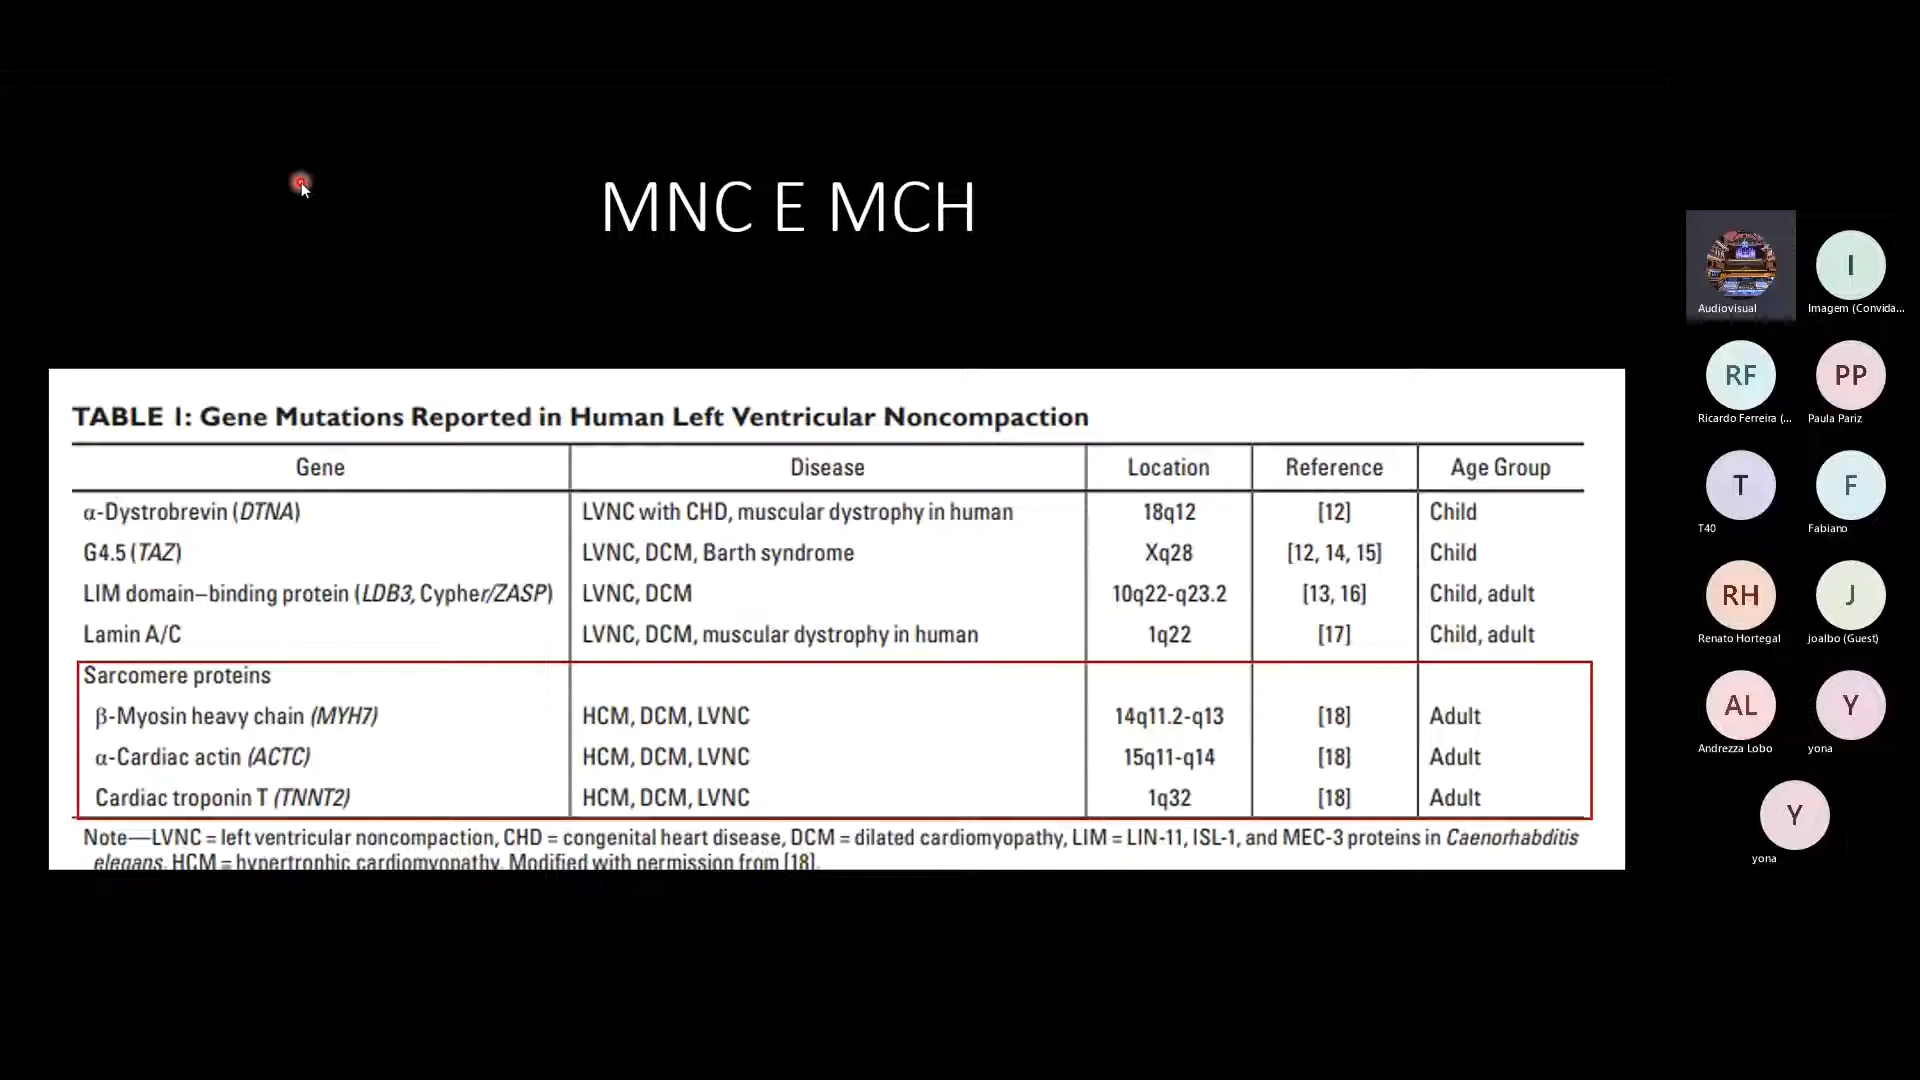 MNC E MCH
TABLE 1: Gene Mutations Reported in Human Left Ventricular Noncompaction
Gene Disease Location Reference Age Group
α-Dystrobrevin (DTNA) LVNC with CHD, muscular dystrophy in human 18q12 [12] Child
G4.5 (TAZ) LVNC, DCM, Barth syndrome Xq28 [12, 14, 15] Child
LIM domain–binding protein (LDB3, Cypher/ZASP) LVNC, DCM 10q22-q23.2 [13, 16] Child, adult
Lamin A/C LVNC, DCM, muscular dystrophy in human 1q22 [17] Child, adult
Sarcomere proteins
β-Myosin heavy chain (MYH7) HCM, DCM, LVNC 14q11.2-q13 [18] Adult
α-Cardiac actin (ACTC) HCM, DCM, LVNC 15q11-q14 [18] Adult
Cardiac troponin T (TNNT2) HCM, DCM, LVNC 1q32 [18] Adult
Note—LVNC = left ventricular noncompaction, CHD = congenital heart disease, DCM = dilated cardiomyopathy, LIM = LIN-11, ISL-1, and MEC-3 proteins in Caenorhabditis
elegans, HCM = hypertrophic cardiomyopathy. Modified with permission from [18].
I
Audiovisual Imagem (Convida...
RF PP
Ricardo Ferreira (... Paula Pariz
T F
T40 Fabiano
RH J
Renato Hortegal joalbo (Guest)
AL Y
Andrezza Lobo yona
Y
yona